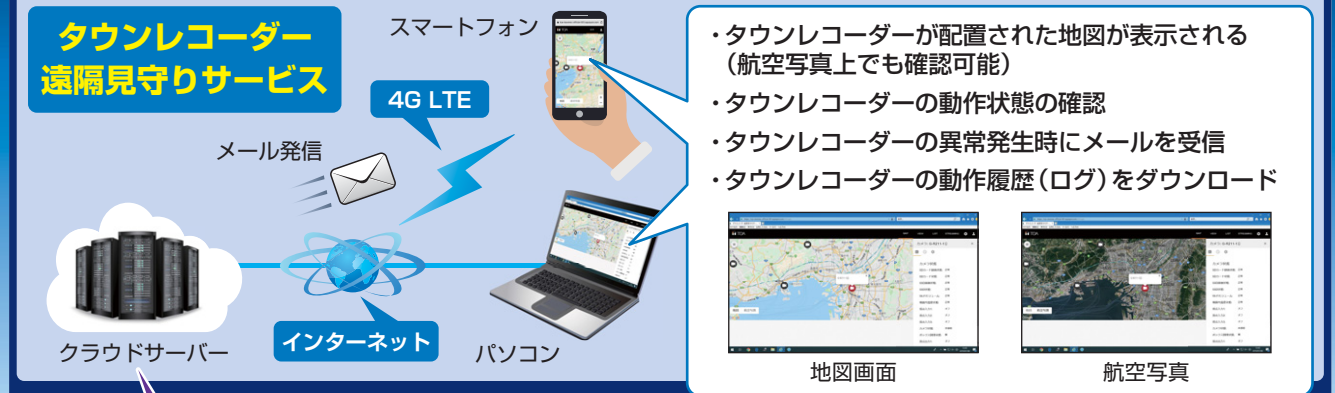 タウンレコーダー
遠隔見守りサービス
スマートフォン
4G LTE
メール発信
クラウドサーバー
インターネット
パソコン
・タウンレコーダーが配置された地図が表示される
（航空写真上でも確認可能）
・タウンレコーダーの動作状態の確認
・タウンレコーダーの異常発生時にメールを受信
・タウンレコーダーの動作履歴（ログ）をダウンロード
地図画面
航空写真